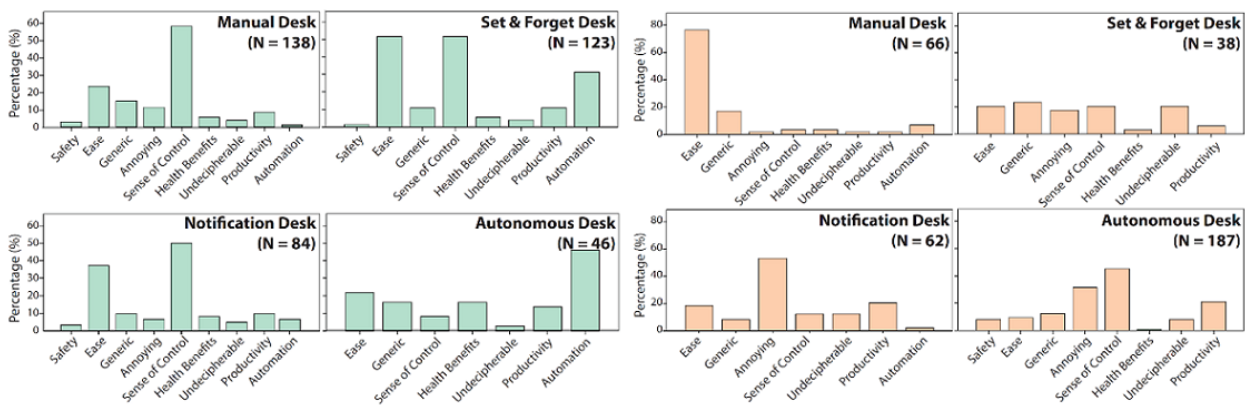 Manual Desk
(N = 138)
Percentage (%)
60
50
40
30
20
10
0
Safety
Ease
Generic
Annoying
Sense of Control
Health Benefits
Undecipherable
Productivity
Automation
Set & Forget Desk
(N = 123)
Safety
Ease
Generic
Sense of Control
Health Benefits
Undecipherable
Productivity
Automation
Manual Desk
(N = 66)
Percentage (%)
80
60
40
20
0
Ease
Generic
Annoying
Sense of Control
Health Benefits
Undecipherable
Productivity
Automation
Set & Forget Desk
(N = 38)
Ease
Generic
Annoying
Sense of Control
Health Benefits
Undecipherable
Productivity
Notification Desk
(N = 84)
Percentage (%)
60
50
40
30
20
10
0
Safety
Ease
Generic
Annoying
Sense of Control
Health Benefits
Undecipherable
Productivity
Automation
Autonomous Desk
(N = 46)
Ease
Generic
Sense of Control
Health Benefits
Undecipherable
Productivity
Automation
Notification Desk
(N = 62)
Percentage (%)
80
60
40
20
0
Ease
Generic
Annoying
Sense of Control
Undecipherable
Productivity
Automation
Autonomous Desk
(N = 187)
Safety
Ease
Generic
Annoying
Sense of Control
Health Benefits
Undecipherable
Productivity